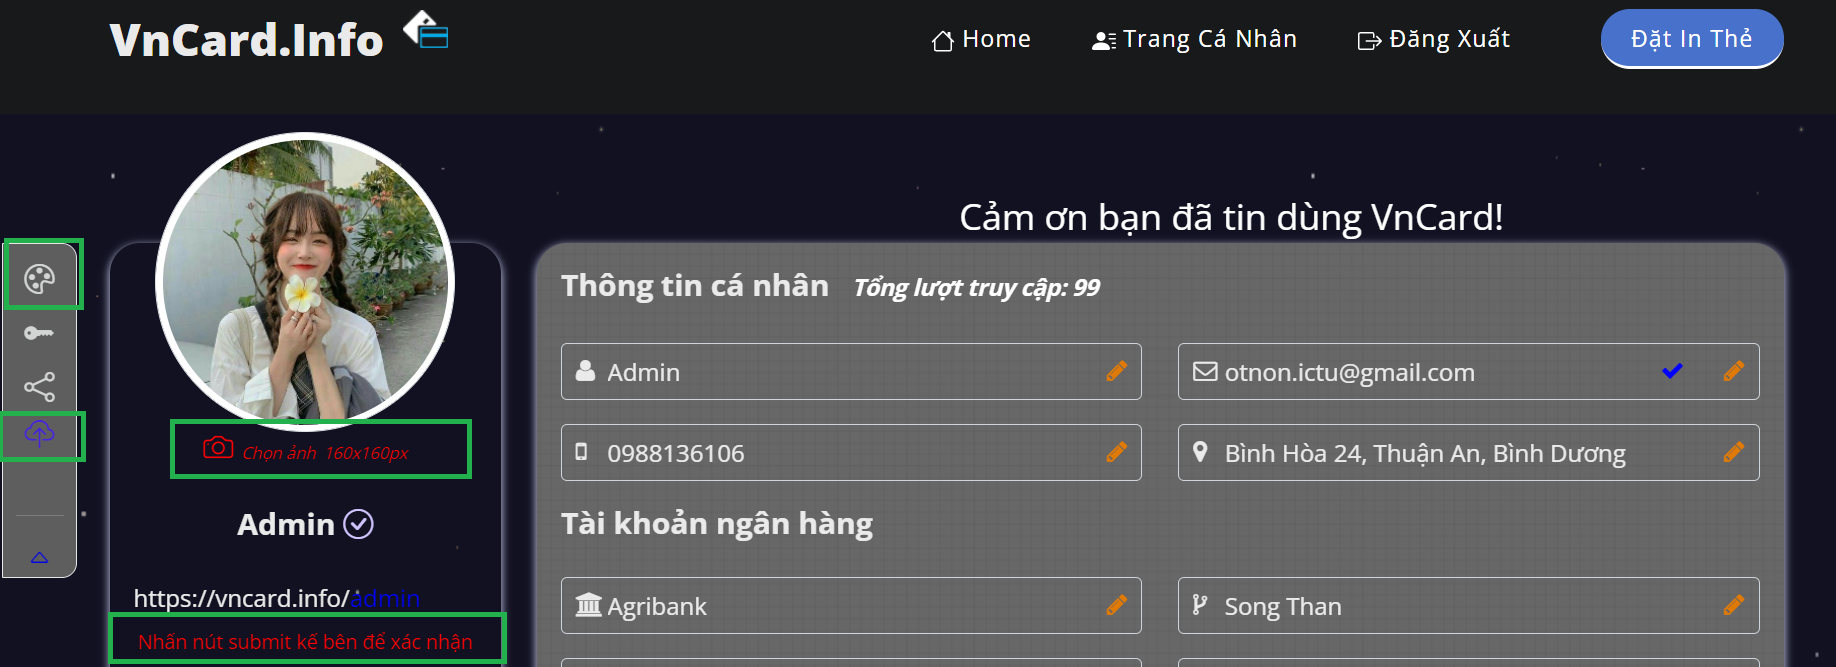 VnCard.Info
Home
Trang Cá Nhân
Đăng Xuất
Đặt In Thẻ
Cảm ơn bạn đã tin dùng VnCard!
Thông tin cá nhân Tổng lượt truy cập: 99
Admin
otnon.ictu@gmail.com
0988136106
Bình Hòa 24, Thuận An, Bình Dương
Chọn ảnh 160x160px
Admin
https://vncard.info/admin
Nhấn nút submit kế bên để xác nhận
Tài khoản ngân hàng
Agribank
Song Than